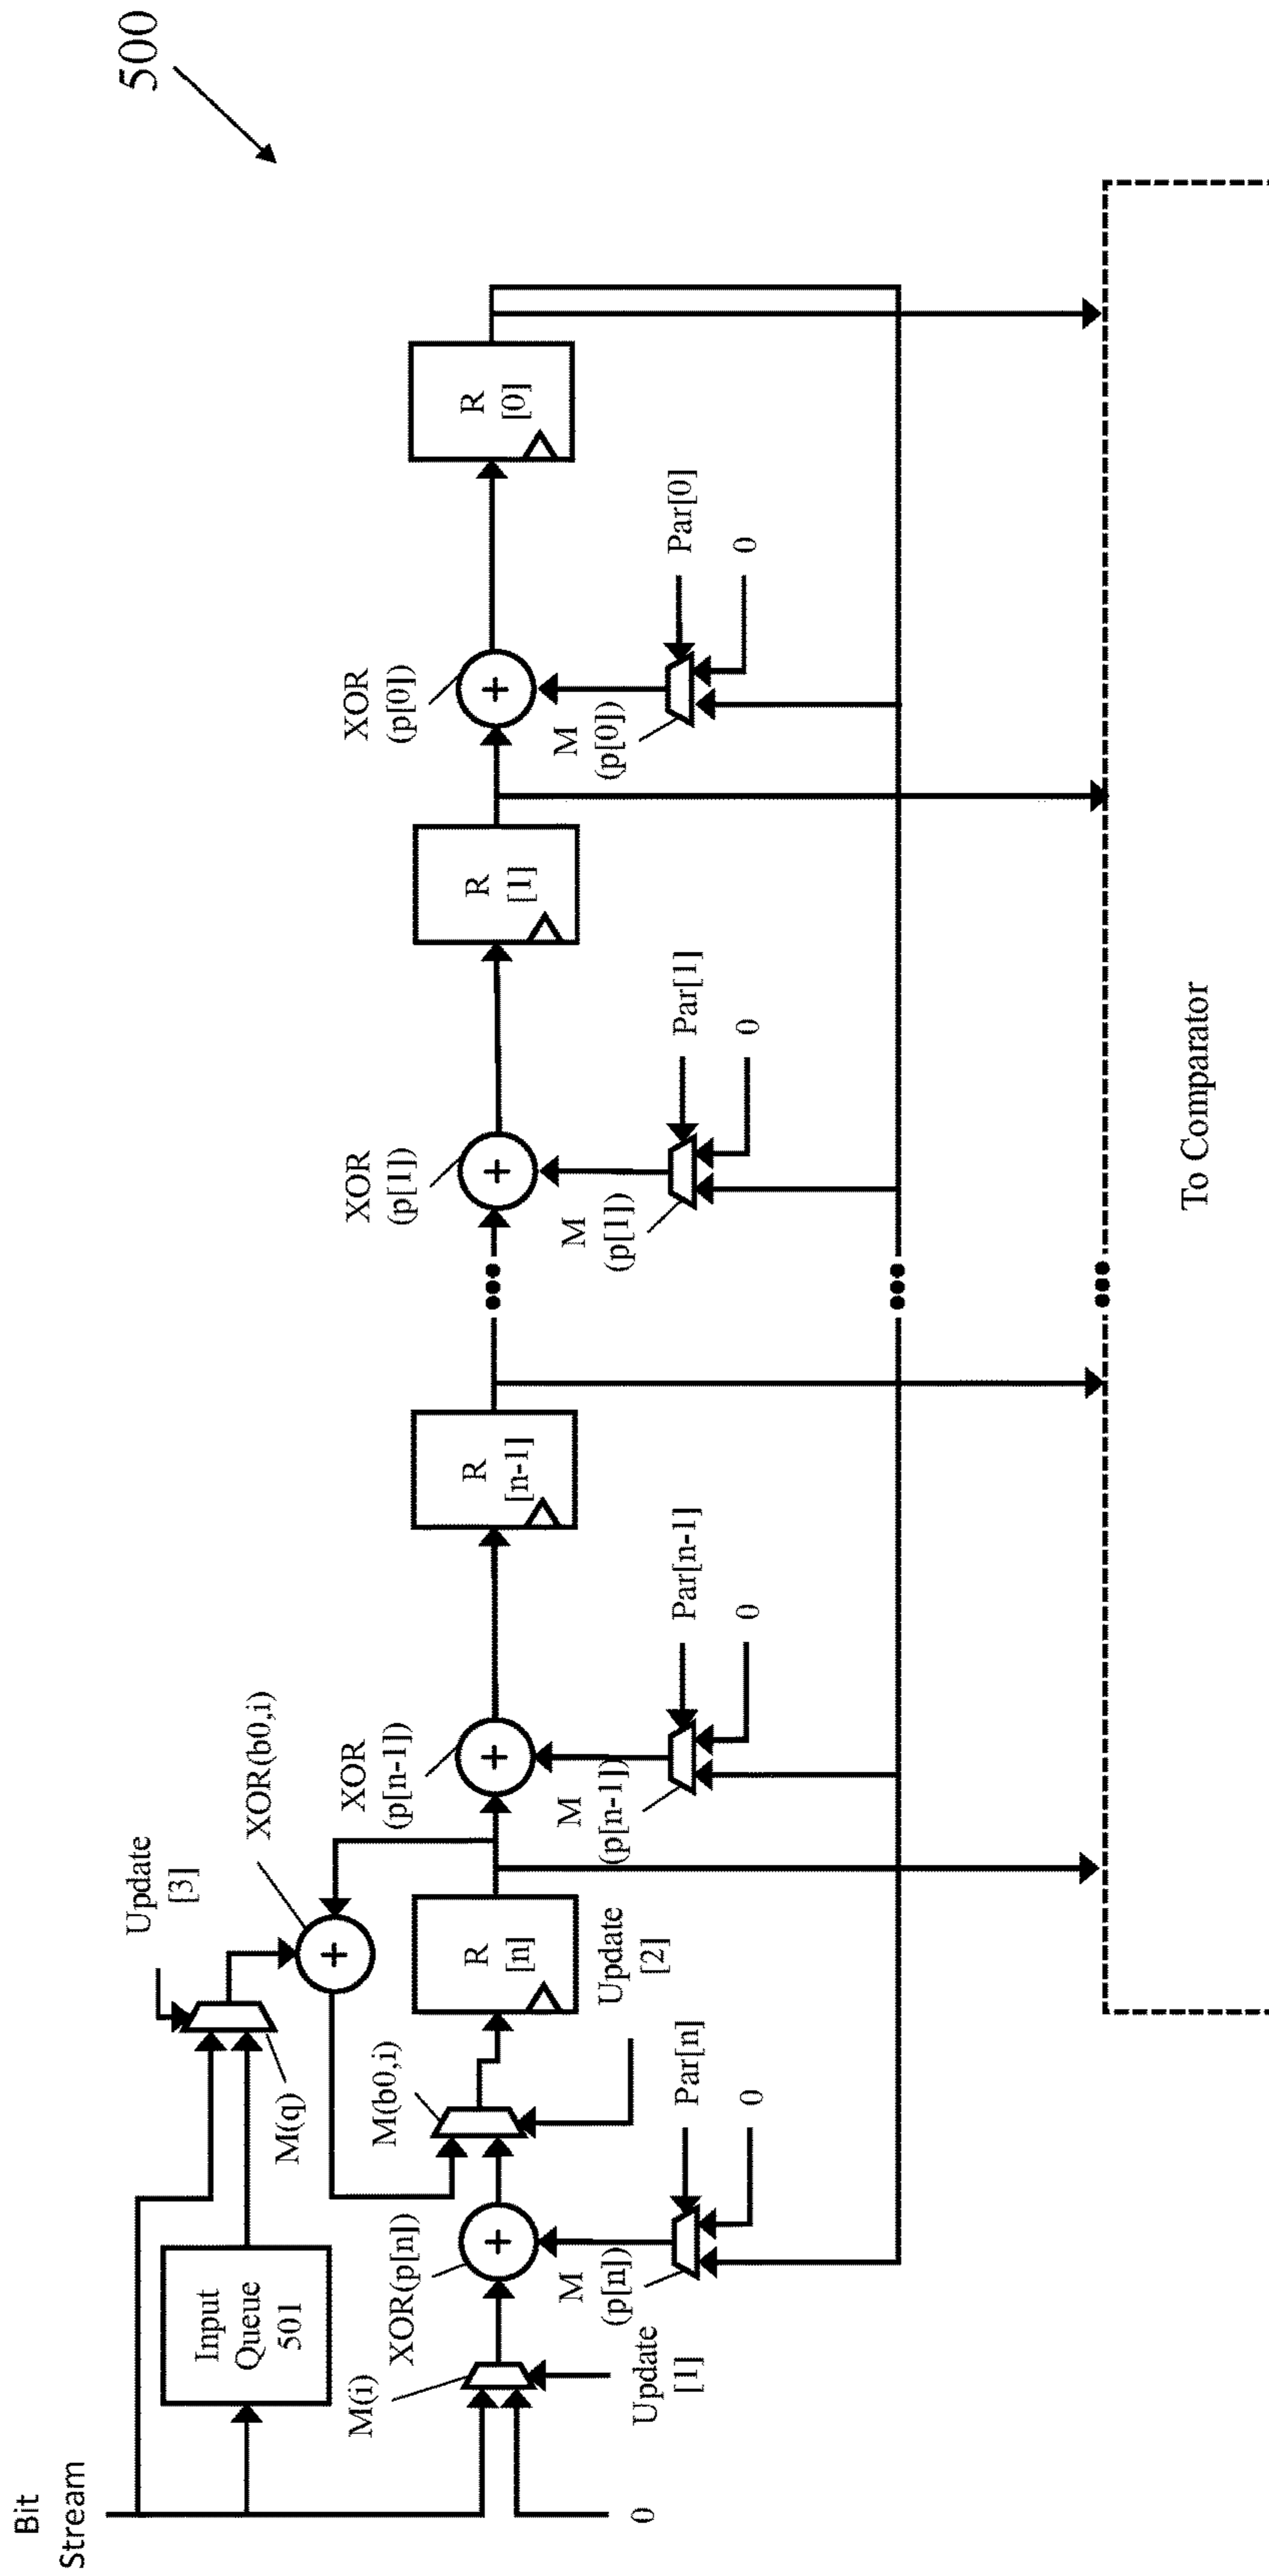 500
Bit
Stream
Input
Queue
501
Update
[3]
M(q)
XOR(b0,i)
M(i)
XOR(p[n])
M(b0,i)
R
[n]
XOR
(p[n-1])
R
[n-1]
XOR
(p[1])
R
[1]
XOR
(p[0])
R
[0]
0
Update
[1]
M
(p[n])
Par[n]
0
Update
[2]
M
(p[n-1])
Par[n-1]
0
M
(p[1])
Par[1]
0
M
(p[0])
Par[0]
0
To Comparator